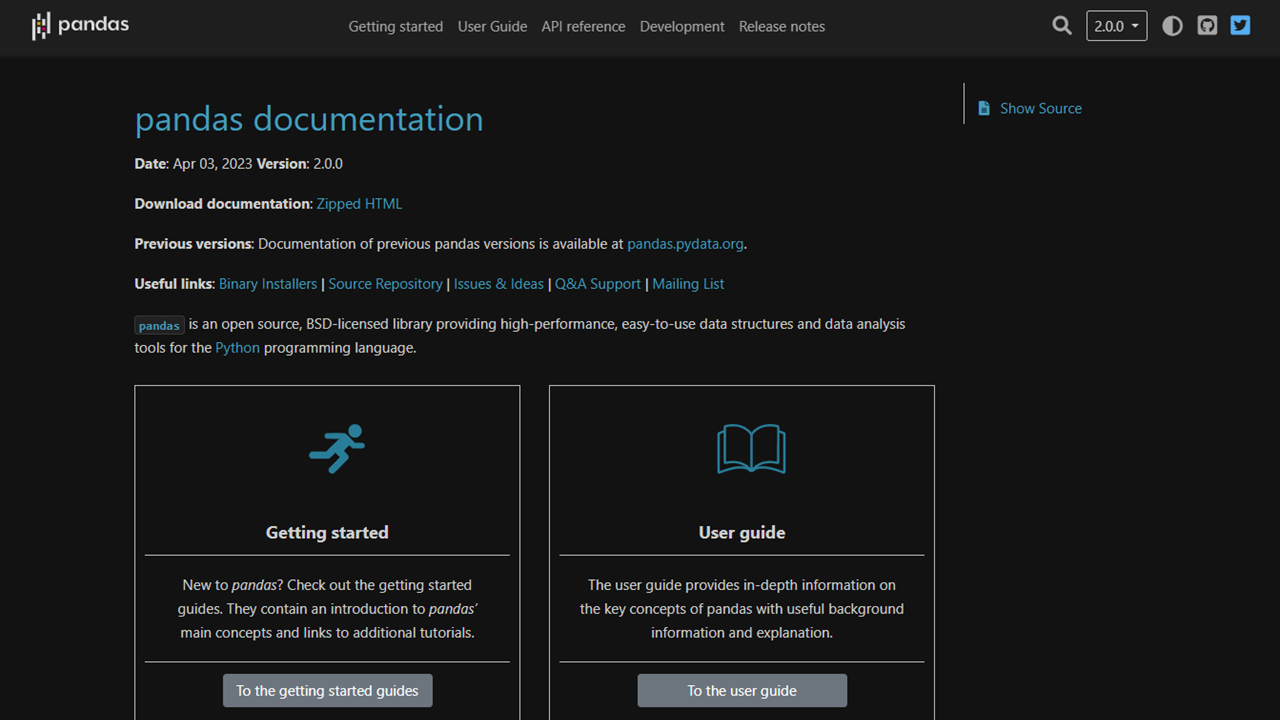 pandas
Getting started User Guide API reference Development Release notes
2.0.0
pandas documentation
Show Source
Date: Apr 03, 2023 Version: 2.0.0
Download documentation: Zipped HTML
Previous versions: Documentation of previous pandas versions is available at pandas.pydata.org.
Useful links: Binary Installers | Source Repository | Issues & Ideas | Q&A Support | Mailing List
pandas is an open source, BSD-licensed library providing high-performance, easy-to-use data structures and data analysis
tools for the Python programming language.
Getting started
New to pandas? Check out the getting started
guides. They contain an introduction to pandas’
main concepts and links to additional tutorials.
To the getting started guides
User guide
The user guide provides in-depth information on
the key concepts of pandas with useful background
information and explanation.
To the user guide